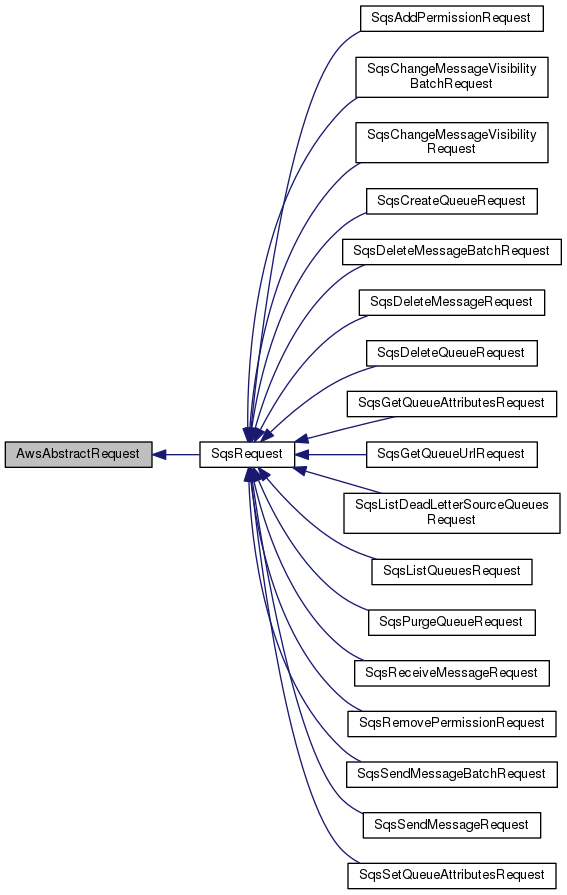 SqsAddPermissionRequest
SqsChangeMessageVisibility
BatchRequest
SqsChangeMessageVisibility
Request
SqsCreateQueueRequest
SqsDeleteMessageBatchRequest
SqsDeleteMessageRequest
SqsDeleteQueueRequest
SqsGetQueueAttributesRequest
AwsAbstractRequest
SqsRequest
SqsGetQueueUrlRequest
SqsListDeadLetterSourceQueues
Request
SqsListQueuesRequest
SqsPurgeQueueRequest
SqsReceiveMessageRequest
SqsRemovePermissionRequest
SqsSendMessageBatchRequest
SqsSendMessageRequest
SqsSetQueueAttributesRequest